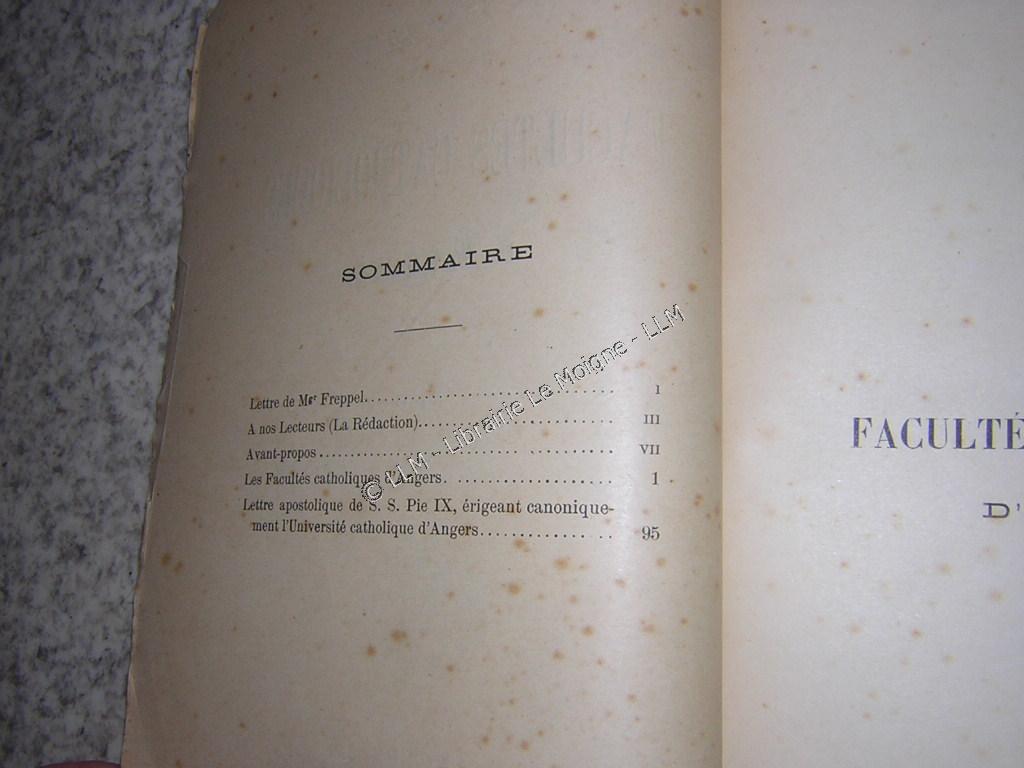 SOMMAIRE
Lettre de Mgr Freppel. I
A nos Lecteurs (La Rédaction). III
Avant-propos VII
Les Facultés catholiques d'Angers. 1
Lettre apostolique de S. S. Pie IX, érigeant canonique-
ment l'Université catholique d'Angers. 95
© LLM - Librairie Le Moigne - LLM
FACULTÉ
D'